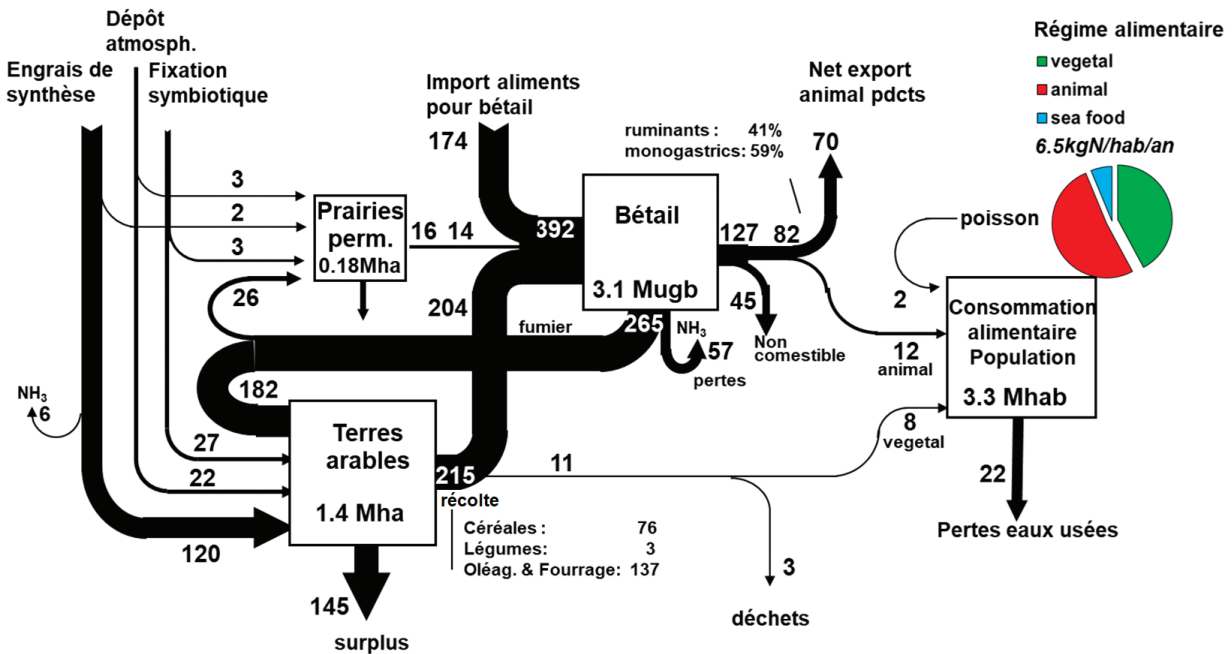 Dépôt
atmosph.
Engrais de
synthèse
Fixation
symbiotique
Import aliments
pour bétail
174
ruminants : 41%
monogastrics: 59%
Net export
animal pdcts
70
Régime alimentaire
vegetal
animal
sea food
6.5kgN/hab/an
3
2
3
26
Prairies
perm.
0.18Mha
16 14
392
Bétail
3.1 Mugb
127 82
45
Non
comestible
poisson
2
Consommation
alimentaire
Population
3.3 Mhab
12
animal
8
vegetal
204
fumier
265
NH3
57
pertes
182
NH3
6
27
22
120
Terres
arables
1.4 Mha
215
récolte
11
Céréales : 76
Légumes: 3
Oléag. & Fourrage: 137
3
déchets
22
Pertes eaux usées
145
surplus